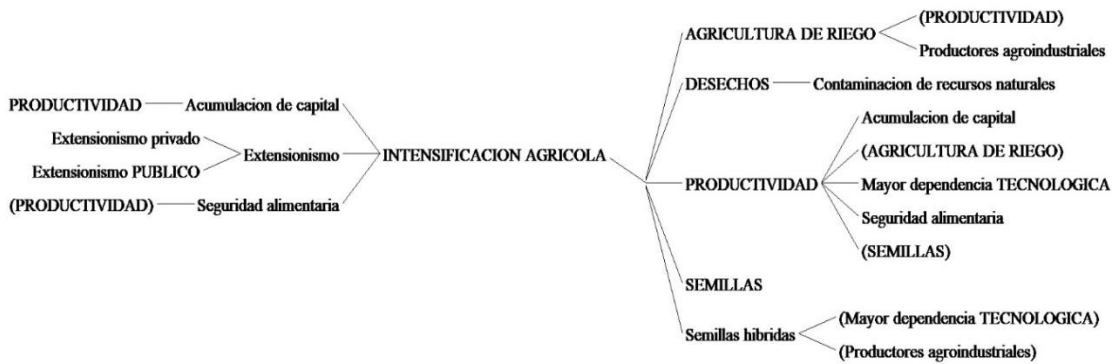 PRODUCTIVIDAD
Acumulacion de capital
Extensionismo privado
Extensionismo PUBLICO
Extensionismo
(PRODUCTIVIDAD)
Seguridad alimentaria
INTENSIFICACION AGRICOLA
AGRICULTURA DE RIEGO
(PRODUCTIVIDAD)
Productores agroindustriales
DESECHOS
Contaminacion de recursos naturales
PRODUCTIVIDAD
Acumulacion de capital
(AGRICULTURA DE RIEGO)
Mayor dependencia TECNOLOGICA
Seguridad alimentaria
(SEMILLAS)
SEMILLAS
Semillas hibridas
(Mayor dependencia TECNOLOGICA)
(Productores agroindustriales)